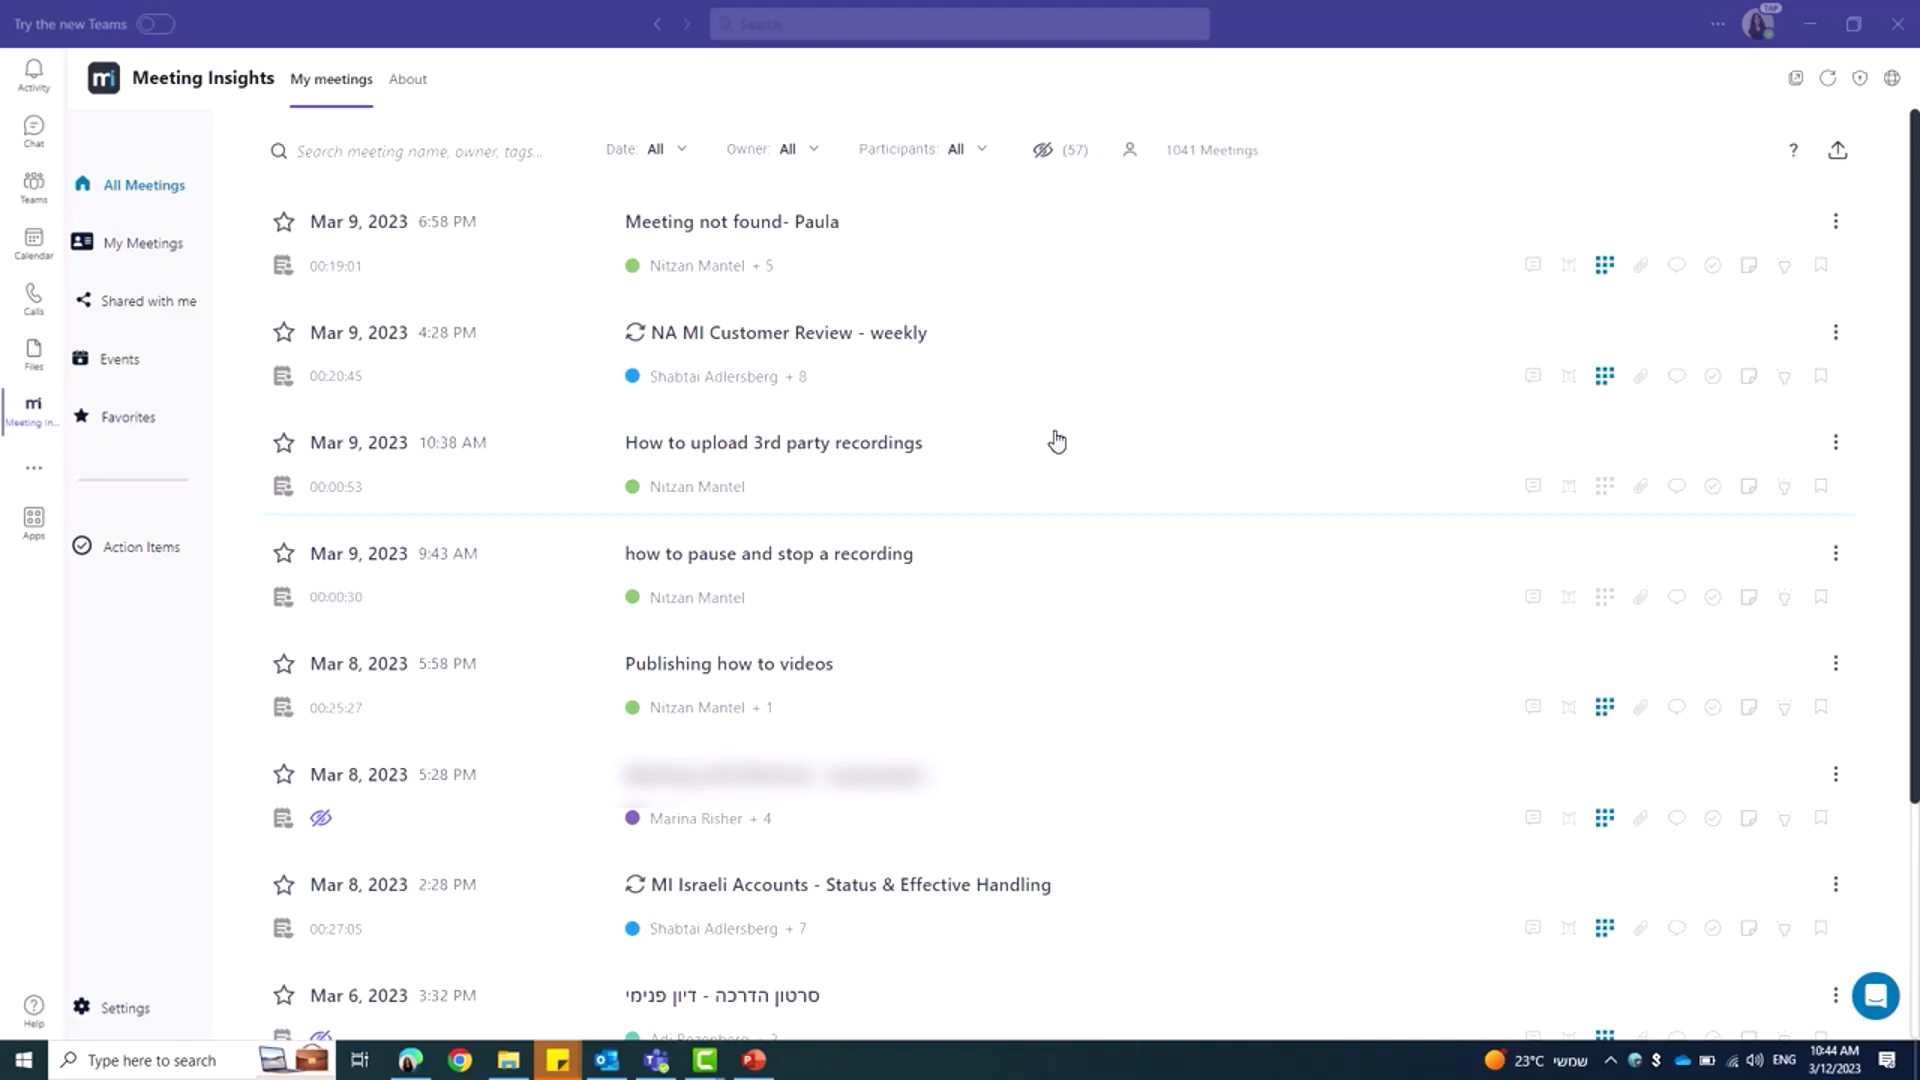 Try the new Teams
Search
TAP
Activity
Chat
Teams
Calendar
Calls
Files
mi
Meeting In...
Apps
Help
mi Meeting Insights My meetings About
All Meetings
My Meetings
Shared with me
Events
Favorites
Action Items
Settings
Search meeting name, owner, tags... Date: All Owner: All Participants: All (57) 1041 Meetings ?
Mar 9, 2023 6:58 PM Meeting not found- Paula
00:19:01 Nitzan Mantel + 5
Mar 9, 2023 4:28 PM NA MI Customer Review - weekly
00:20:45 Shabtai Adlersberg + 8
Mar 9, 2023 10:38 AM How to upload 3rd party recordings
00:00:53 Nitzan Mantel
Mar 9, 2023 9:43 AM how to pause and stop a recording
00:00:30 Nitzan Mantel
Mar 8, 2023 5:58 PM Publishing how to videos
00:25:27 Nitzan Mantel + 1
Mar 8, 2023 5:28 PM
Marina Risher + 4
Mar 8, 2023 2:28 PM MI Israeli Accounts - Status & Effective Handling
00:27:05 Shabtai Adlersberg + 7
Mar 6, 2023 3:32 PM סרטון הדרכה - דיון פנימי
Type here to search
23°C שמשי ENG
10:44 AM
3/12/2023